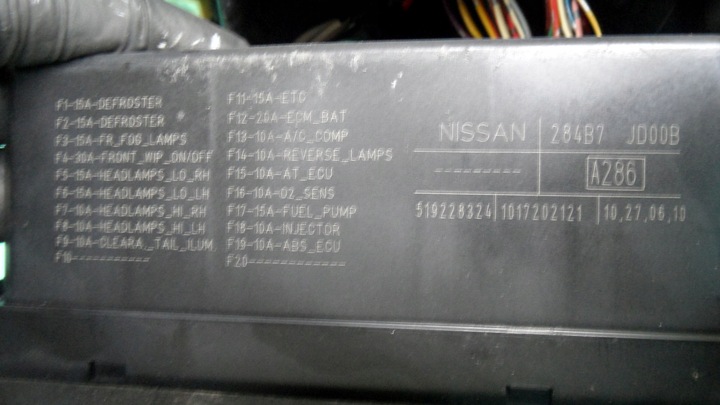 F1-15A-DEFROSTER
F2-15A-DEFROSTER
F3-15A-FR_FOG_LAMPS
F4-30A-FRONT_WIP_ON/OFF
F5-15A-HEADLAMPS_LO_RH
F6-15A-HEADLAMPS_LO_LH
F7-10A-HEADLAMPS_HI_RH
F8-10A-HEADLAMPS_HI_LH
F9-10A-CLEARA._TAIL_ILUM.
F10-----------
F11-15A-ETC
F12-20A-ECM_BAT
F13-10A-A/C_COMP
F14-10A-REVERSE_LAMPS
F15-10A-AT_ECU
F16-10A-O2_SENS
F17-15A-FUEL_PUMP
F18-10A-INJECTOR
F19-10A-ABS_ECU
F20--------------
NISSAN 284B7 JD00B
--------- A286
519228324 1017202121 10,27,06,10